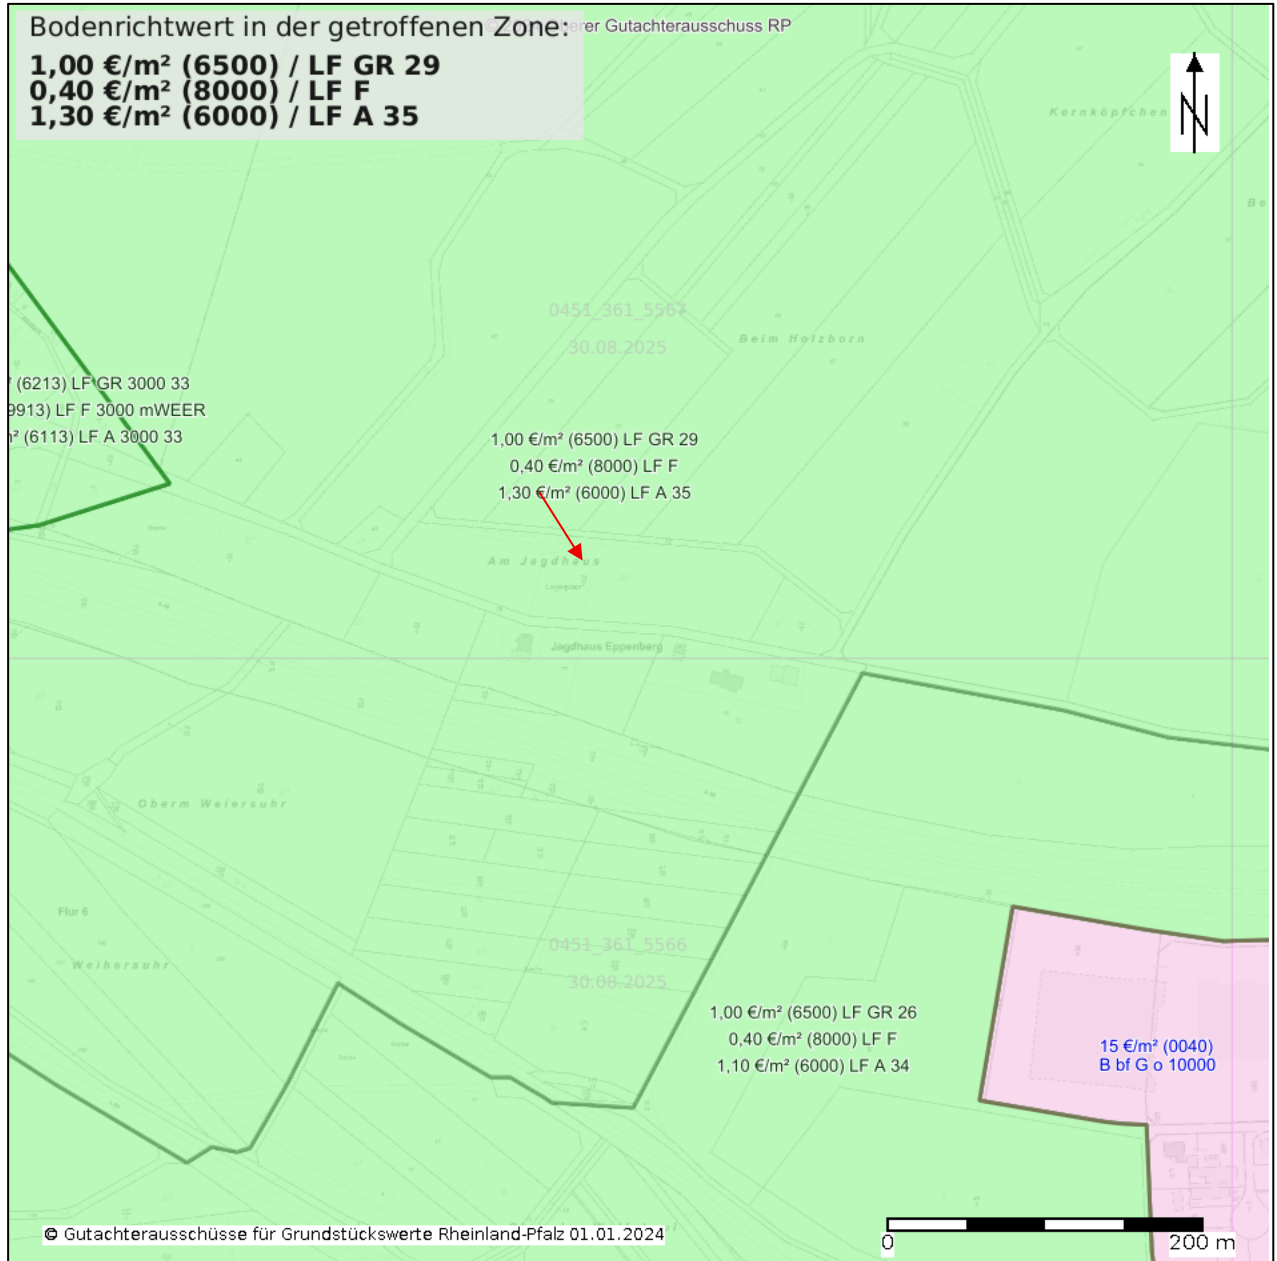 Bodenrichtwert in der getroffenen Zone:
erer Gutachterausschuss RP
1,00 €/m² (6500) / LF GR 29
0,40 €/m² (8000) / LF F
1,30 €/m² (6000) / LF A 35
N
Kernköpfchen
Be
0451_361_5567
30.08.2025
Beim Holzborn
(6213) LF GR 3000 33
9913) LF F 3000 mWEER
² (6113) LF A 3000 33
1,00 €/m² (6500) LF GR 29
0,40 €/m² (8000) LF F
1,30 €/m² (6000) LF A 35
Am Jagdhaus
Lagerplatz
Jagdhaus Eppenberg
Oberm Weiersuhr
Flur 6
Weihersuhr
0451_361_5566
30.08.2025
1,00 €/m² (6500) LF GR 26
0,40 €/m² (8000) LF F
1,10 €/m² (6000) LF A 34
15 €/m² (0040)
B bf G o 10000
© Gutachterausschüsse für Grundstückswerte Rheinland-Pfalz 01.01.2024
0 200 m